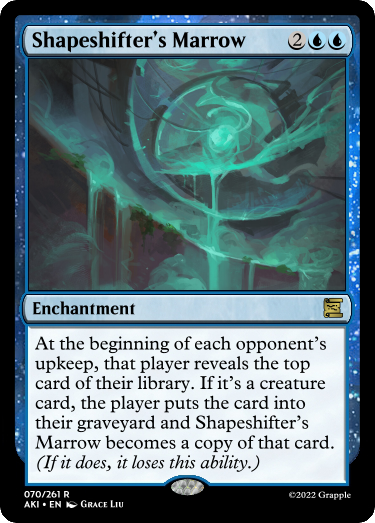 Shapeshifter's Marrow 2
Enchantment
At the beginning of each opponent's
upkeep, that player reveals the top
card of their library. If it's a creature
card, the player puts the card into
their graveyard and Shapeshifter's
Marrow becomes a copy of that card.
(If it does, it loses this ability.)
070/261 R
AKI • EN Grace Liu
©2022 Grapple